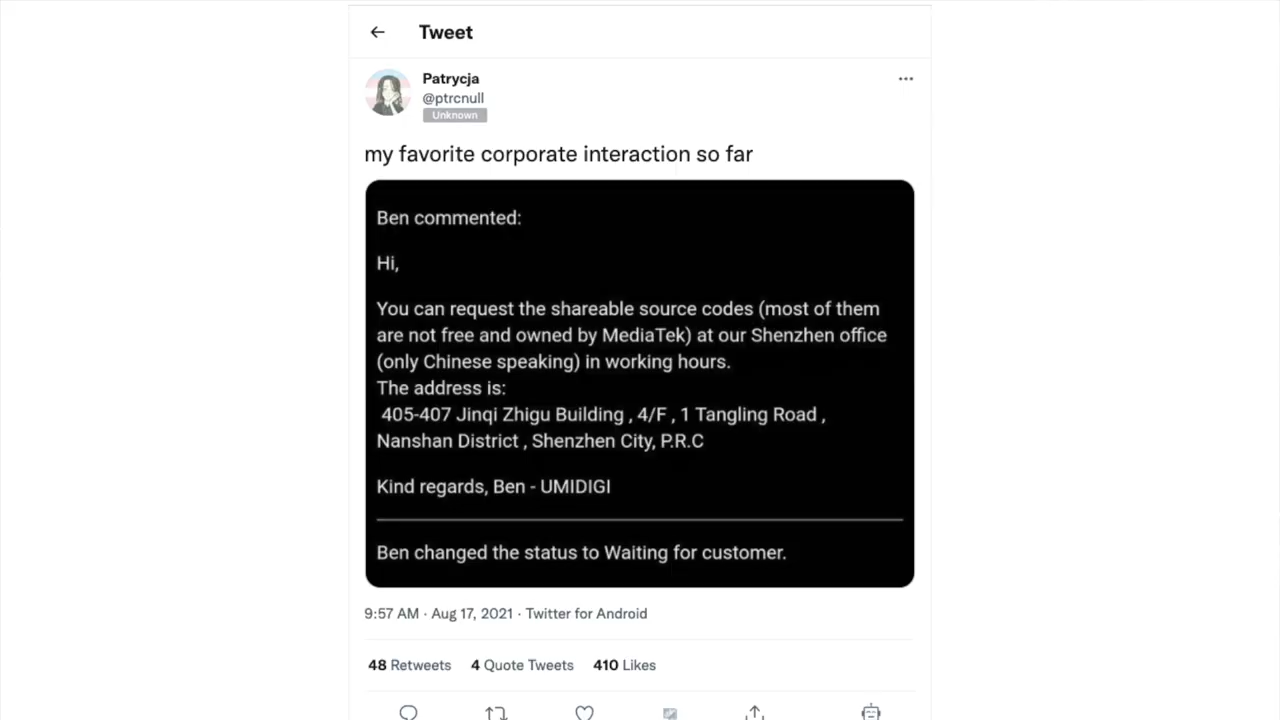 Tweet
Patrycja
@ptrcnull
Unknown
my favorite corporate interaction so far
Ben commented:
Hi,
You can request the shareable source codes (most of them
are not free and owned by MediaTek) at our Shenzhen office
(only Chinese speaking) in working hours.
The address is:
405-407 Jinqi Zhigu Building , 4/F , 1 Tangling Road ,
Nanshan District , Shenzhen City, P.R.C
Kind regards, Ben - UMIDIGI
Ben changed the status to Waiting for customer.
9:57 AM · Aug 17, 2021 · Twitter for Android
48 Retweets 4 Quote Tweets 410 Likes